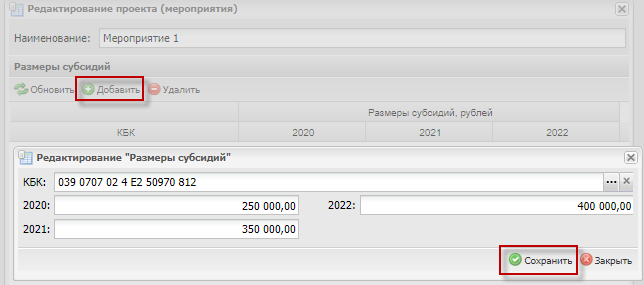 Редактирование проекта (мероприятия)
Наименование: Мероприятие 1
Размеры субсидий
Обновить Добавить Удалить
Размеры субсидий, рублей
КБК 2020 2021 2022
Редактирование "Размеры субсидий"
КБК: 039 0707 02 4 E2 50970 812
2020: 250 000,00 2022: 400 000,00
2021: 350 000,00
Сохранить Закрыть